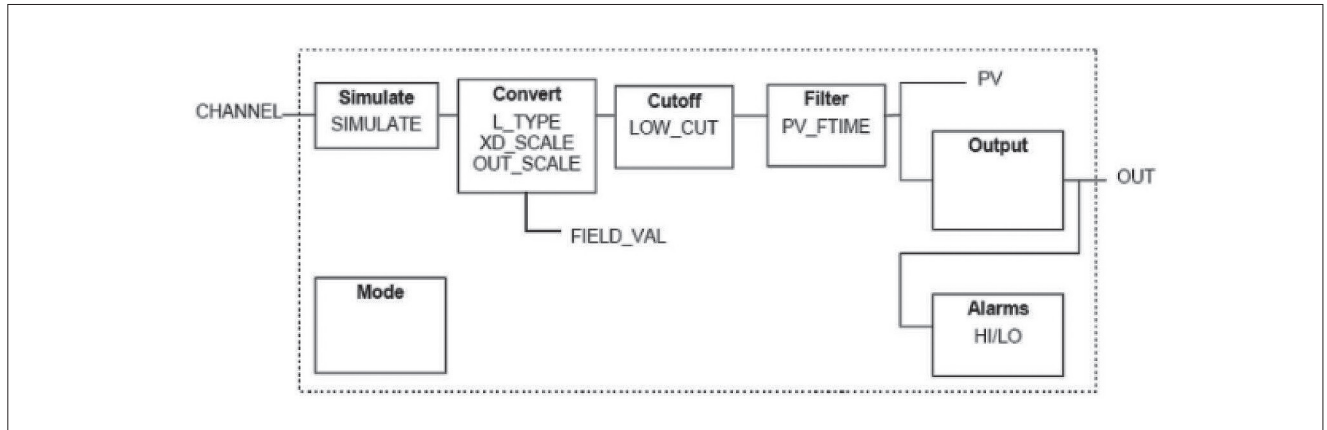 CHANNEL
Simulate
SIMULATE
Convert
L_TYPE
XD_SCALE
OUT_SCALE
FIELD_VAL
Cutoff
LOW_CUT
Filter
PV_FTIME
PV
Output
OUT
Mode
Alarms
HI/LO